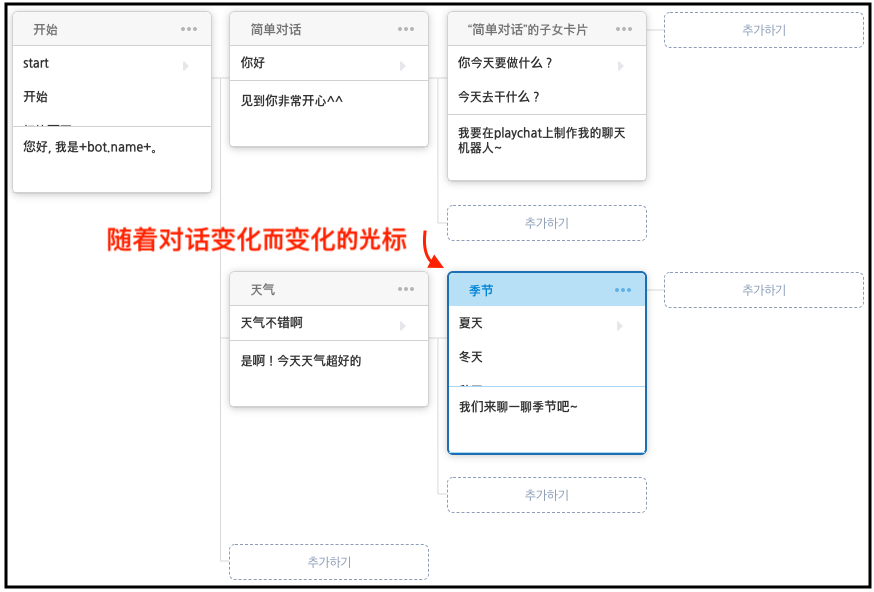 开始
start
开始
您好, 我是+bot.name+。
简单对话
你好
见到你非常开心^^
“简单对话”的子女卡片
你今天要做什么？
今天去干什么？
我要在playchat上制作我的聊天
机器人~
추가하기
추가하기
随着对话变化而变化的光标
天气
天气不错啊
是啊！今天天气超好的
季节
夏天
冬天
我们来聊一聊季节吧~
추가하기
추가하기
추가하기